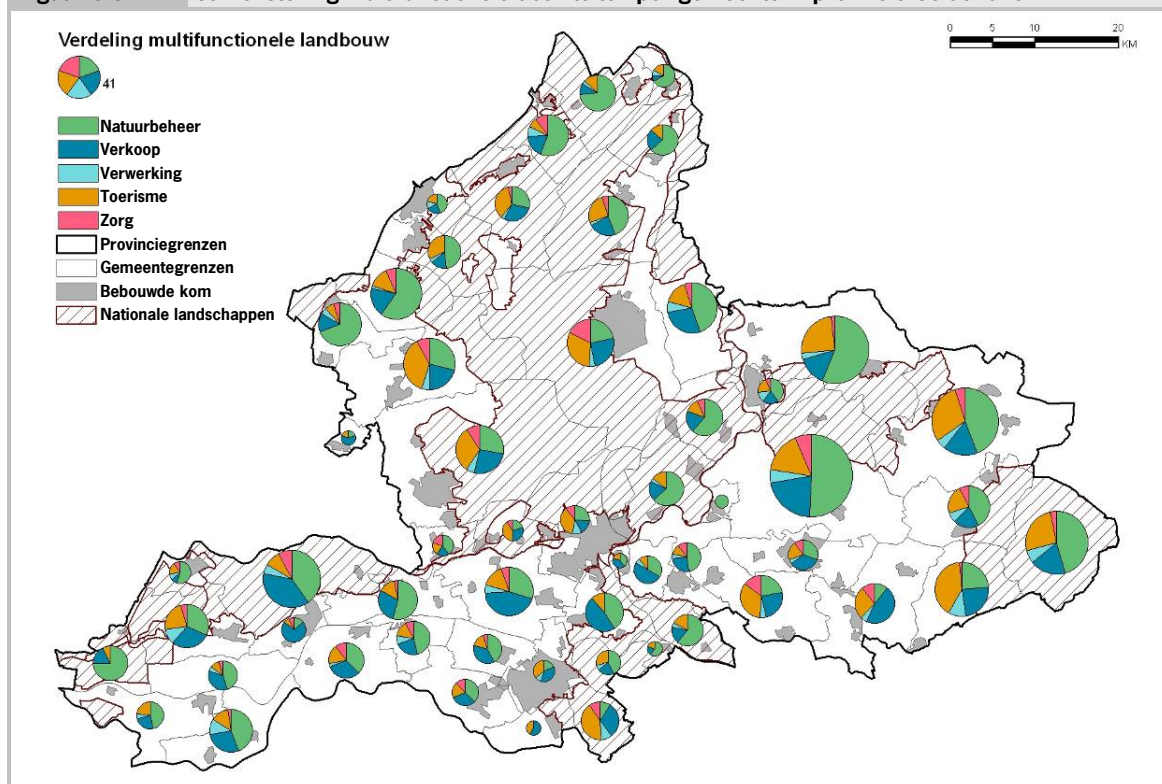 Verdeling multifunctionele landbouw
41
Natuurbeheer
Verkoop
Verwerking
Toerisme
Zorg
Provinciegrenzen
Gemeentegrenzen
Bebouwde kom
Nationale landschappen
0 5 10 20
KM